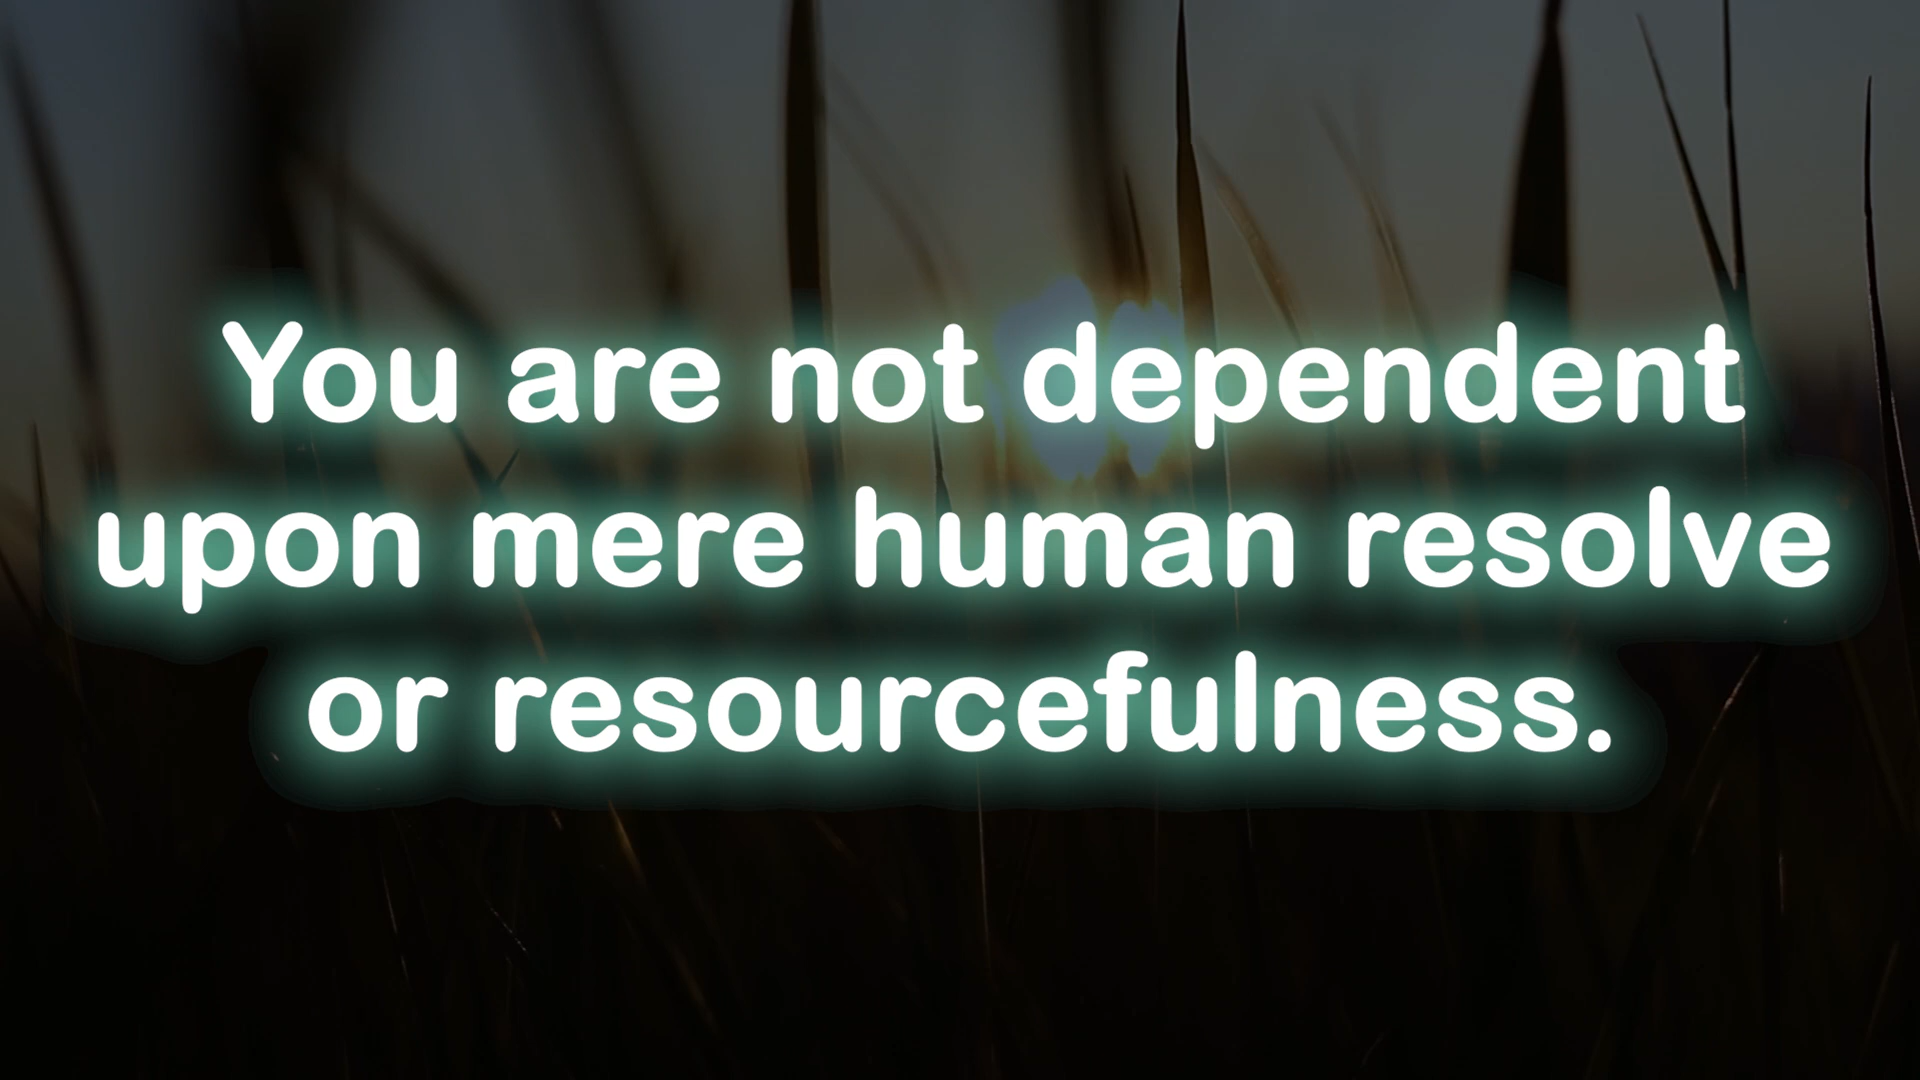 You are not dependent
upon mere human resolve
or resourcefulness.